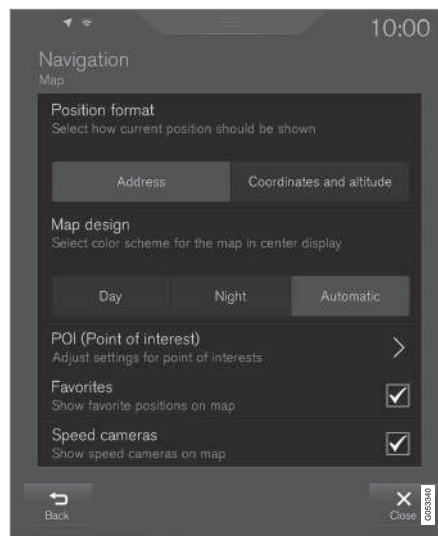 10:00
Navigation
Map
Position format
Select how current position should be shown
Address Coordinates and altitude
Map design
Select color scheme for the map in center display
Day Night Automatic
POI (Point of interest)
Adjust settings for point of interests
Favorites
Show favorite positions on map
Speed cameras
Show speed cameras on map
Back Close
G053340